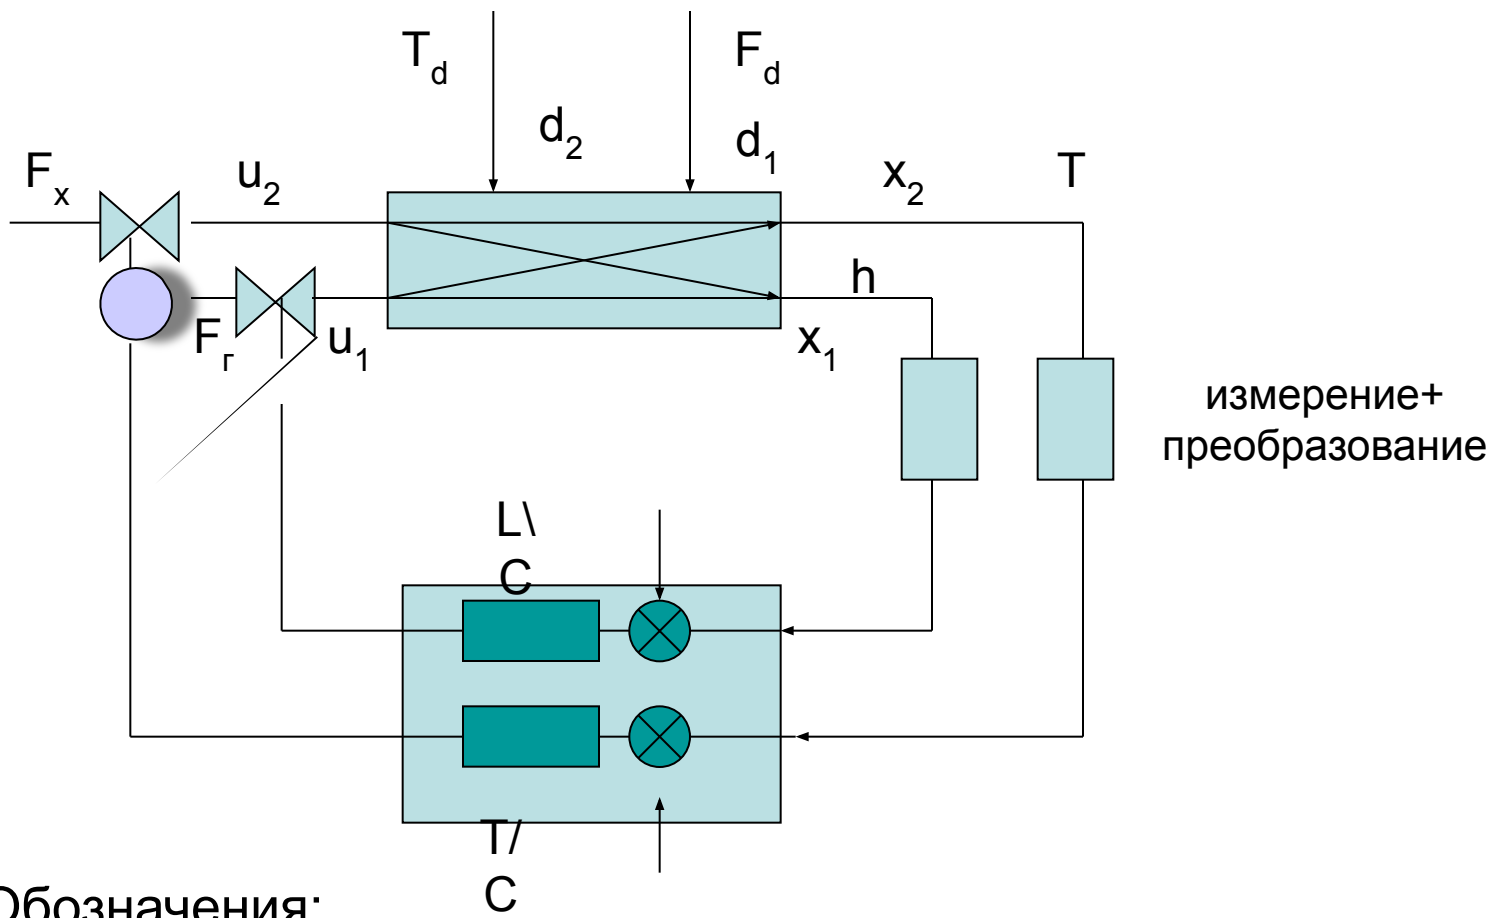 T_d
F_d
d_2
d_1
F_x
u_2
x_2
T
h
F_г
u_1
x_1
измерение+
преобразование
L\
C
T/
C
Обозначения: